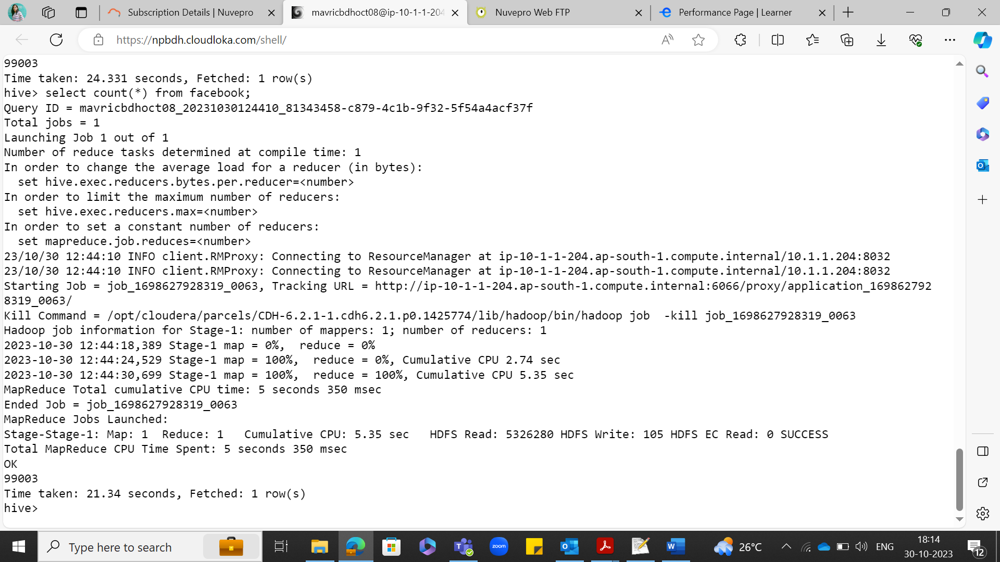 Subscription Details | Nuvepro
mavricbdhoct08@ip-10-1-1-204
Nuvepro Web FTP
Performance Page | Learner
https://npbdh.cloudloka.com/shell/
99003
Time taken: 24.331 seconds, Fetched: 1 row(s)
hive> select count(*) from facebook;
Query ID = mavricbdhoct08_20231030124410_81343458-c879-4c1b-9f32-5f54a4acf37f
Total jobs = 1
Launching Job 1 out of 1
Number of reduce tasks determined at compile time: 1
In order to change the average load for a reducer (in bytes):
  set hive.exec.reducers.bytes.per.reducer=<number>
In order to limit the maximum number of reducers:
  set hive.exec.reducers.max=<number>
In order to set a constant number of reducers:
  set mapreduce.job.reduces=<number>
23/10/30 12:44:10 INFO client.RMProxy: Connecting to ResourceManager at ip-10-1-1-204.ap-south-1.compute.internal/10.1.1.204:8032
23/10/30 12:44:10 INFO client.RMProxy: Connecting to ResourceManager at ip-10-1-1-204.ap-south-1.compute.internal/10.1.1.204:8032
Starting Job = job_1698627928319_0063, Tracking URL = http://ip-10-1-1-204.ap-south-1.compute.internal:6066/proxy/application_169862792
8319_0063/
Kill Command = /opt/cloudera/parcels/CDH-6.2.1-1.cdh6.2.1.p0.1425774/lib/hadoop/bin/hadoop job  -kill job_1698627928319_0063
Hadoop job information for Stage-1: number of mappers: 1; number of reducers: 1
2023-10-30 12:44:18,389 Stage-1 map = 0%,  reduce = 0%
2023-10-30 12:44:24,529 Stage-1 map = 100%,  reduce = 0%, Cumulative CPU 2.74 sec
2023-10-30 12:44:30,699 Stage-1 map = 100%,  reduce = 100%, Cumulative CPU 5.35 sec
MapReduce Total cumulative CPU time: 5 seconds 350 msec
Ended Job = job_1698627928319_0063
MapReduce Jobs Launched:
Stage-Stage-1: Map: 1  Reduce: 1   Cumulative CPU: 5.35 sec   HDFS Read: 5326280 HDFS Write: 105 HDFS EC Read: 0 SUCCESS
Total MapReduce CPU Time Spent: 5 seconds 350 msec
OK
99003
Time taken: 21.34 seconds, Fetched: 1 row(s)
hive>
Type here to search
zoom
26°C
ENG
18:14
30-10-2023
12